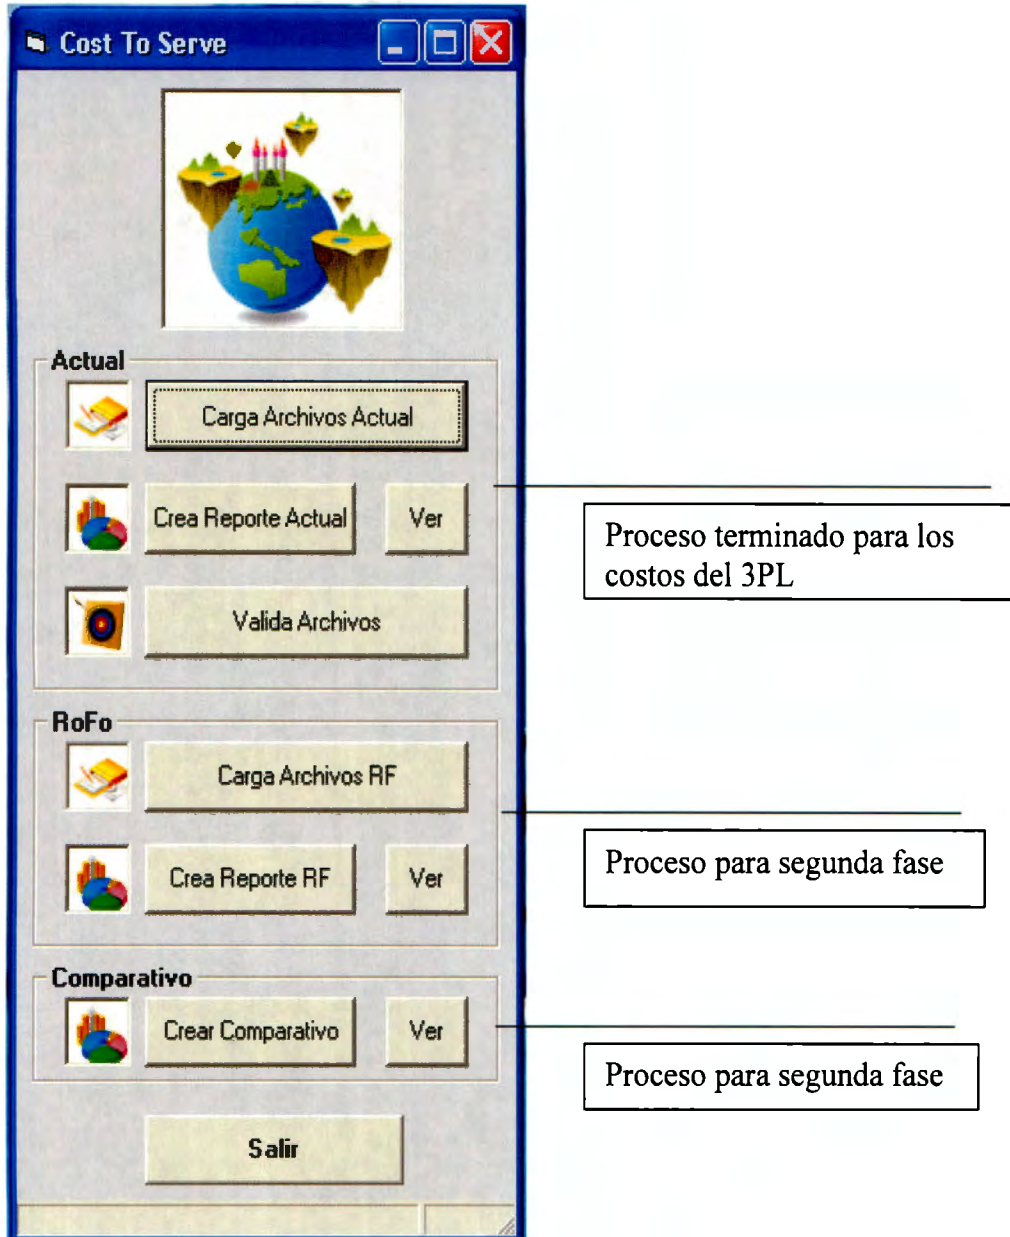 Cost To Serve
Actual
Carga Archivos Actual
Crea Reporte Actual
Ver
Proceso terminado para los
costos del 3PL
Valida Archivos
RoFo
Carga Archivos RF
Crea Reporte RF
Ver
Proceso para segunda fase
Comparativo
Crear Comparativo
Ver
Proceso para segunda fase
Salir